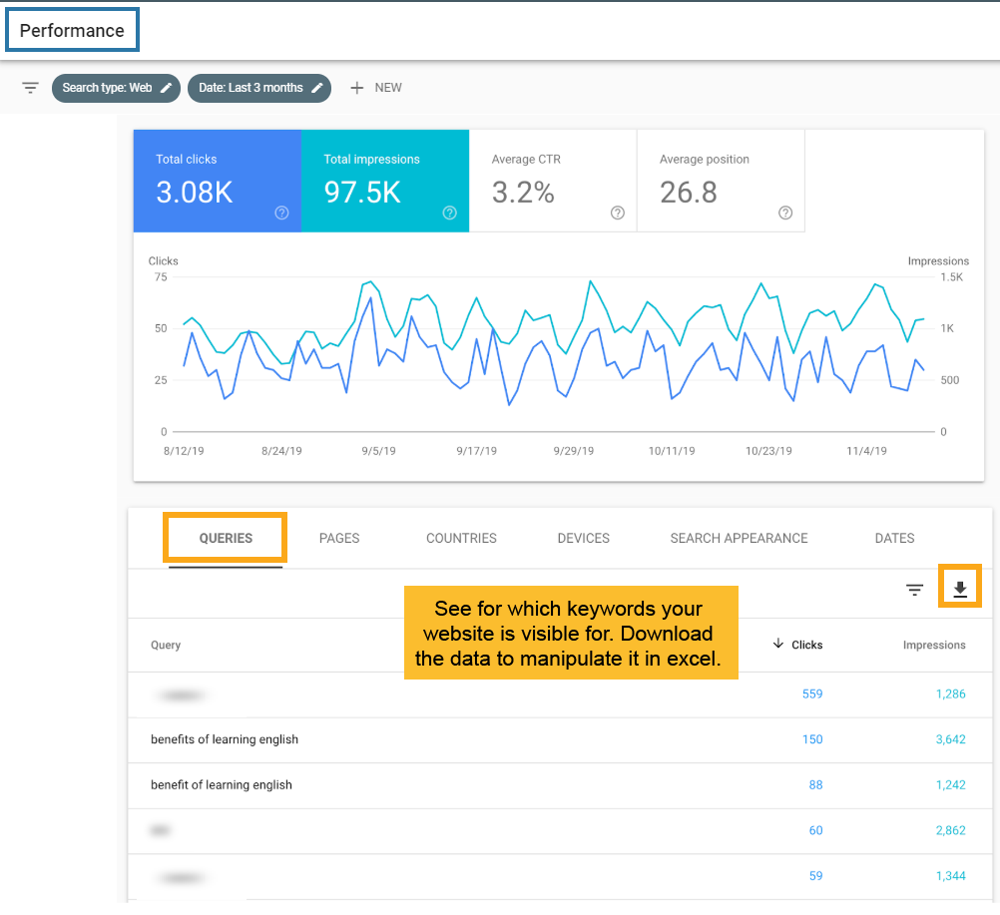 Performance
Search type: Web
Date: Last 3 months
NEW
Total clicks
3.08K
Total impressions
97.5K
Average CTR
3.2%
Average position
26.8
Clicks
Impressions
75
50
25
0
1.5K
1K
500
0
8/12/19 8/24/19 9/5/19 9/17/19 9/29/19 10/11/19 10/23/19 11/4/19
QUERIES PAGES COUNTRIES DEVICES SEARCH APPEARANCE DATES
See for which keywords your
website is visible for. Download
the data to manipulate it in excel.
Query Clicks Impressions
559 1,286
benefits of learning english 150 3,642
benefit of learning english 88 1,242
60 2,862
59 1,344